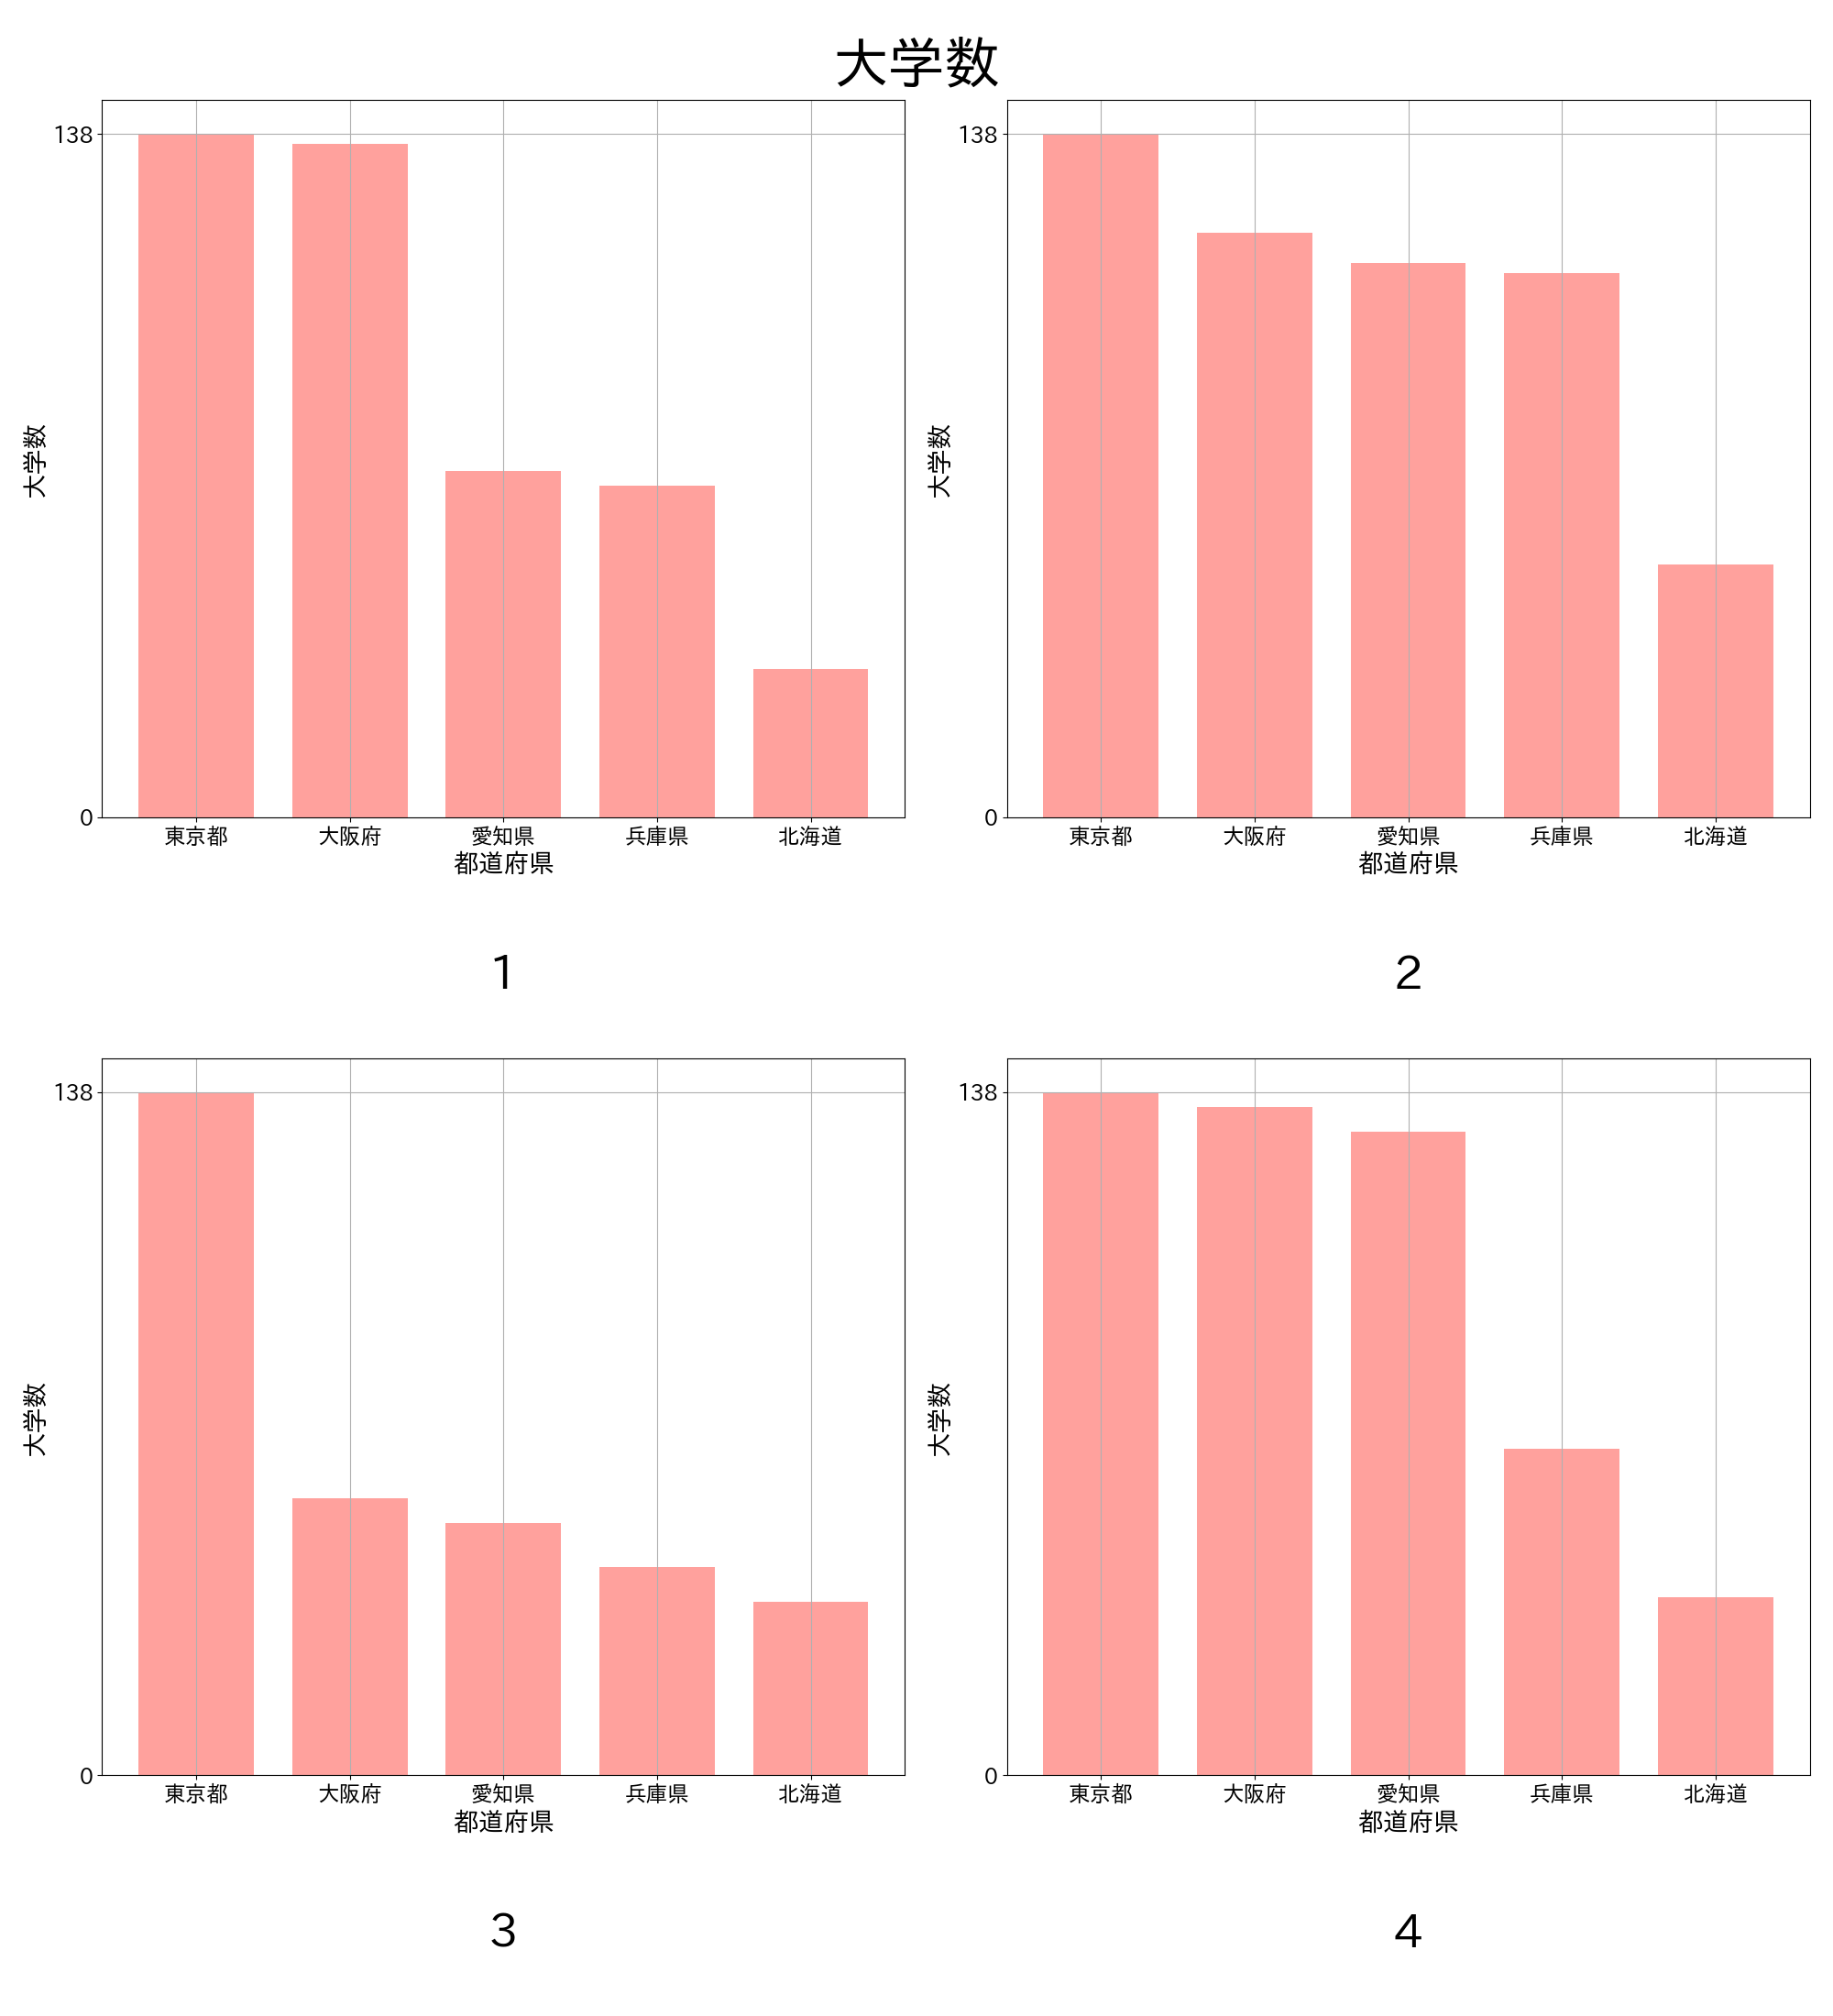 大学数
138
0
大学数
東京都 大阪府 愛知県 兵庫県 北海道
都道府県
1
138
0
大学数
東京都 大阪府 愛知県 兵庫県 北海道
都道府県
2
138
0
大学数
東京都 大阪府 愛知県 兵庫県 北海道
都道府県
3
138
0
大学数
東京都 大阪府 愛知県 兵庫県 北海道
都道府県
4